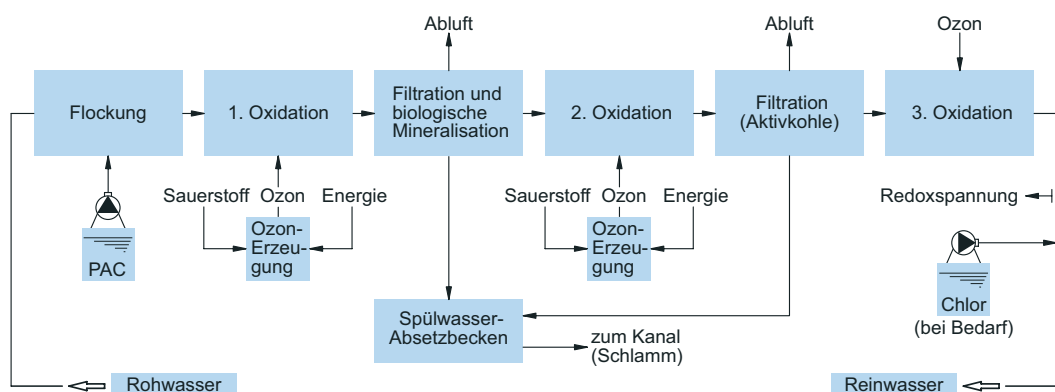 Abluft
Abluft
Ozon
Flockung
1. Oxidation
Filtration und
biologische
Mineralisation
2. Oxidation
Filtration
(Aktivkohle)
3. Oxidation
Sauerstoff
Ozon
Energie
Sauerstoff
Ozon
Energie
Redoxspannung
PAC
Ozon-
Erzeu-
gung
Ozon-
Erzeu-
gung
Chlor
(bei Bedarf)
Spülwasser-
Absetzbecken
zum Kanal
(Schlamm)
Rohwasser
Reinwasser